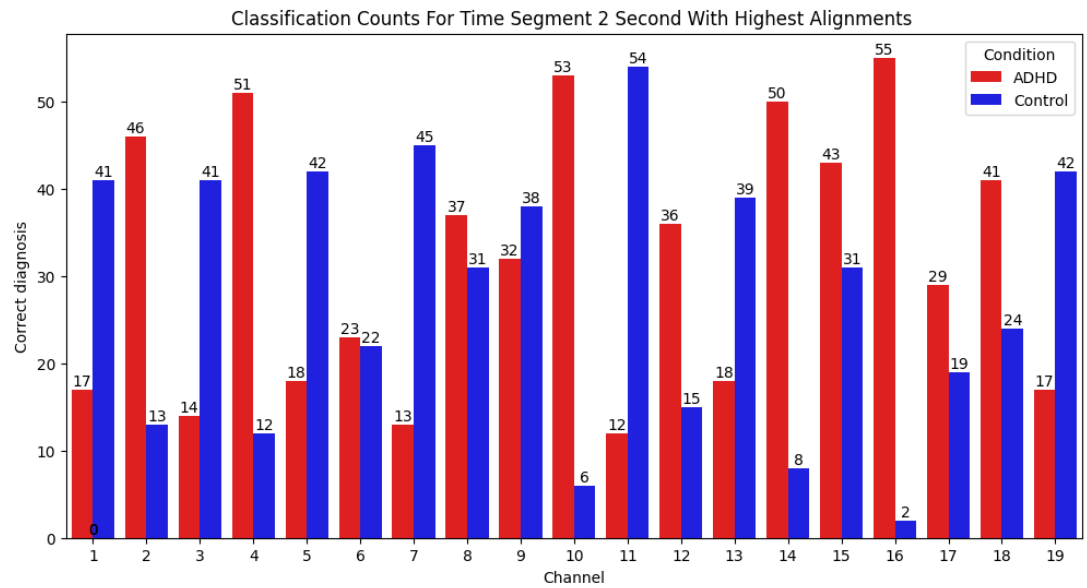 Classification Counts For Time Segment 2 Second With Highest Alignments
Condition
ADHD
Control
Correct diagnosis
50
40
30
20
10
0
17 41 46 13 14 41 51 12 18 42 23 22 13 45 37 31 32 38 53 6 12 54 36 15 18 39 50 8 43 31 55 2 29 19 41 24 17 42
0
1 2 3 4 5 6 7 8 9 10 11 12 13 14 15 16 17 18 19
Channel